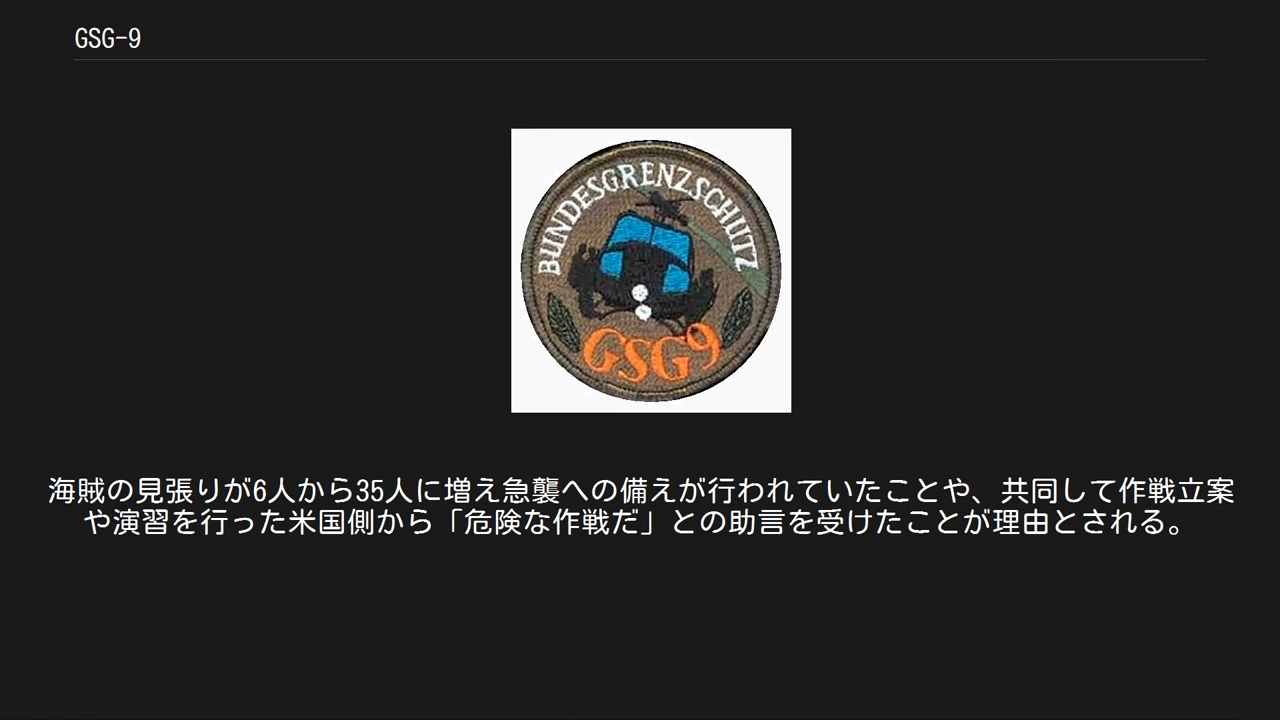 GSG-9
BUNDESGRENZSCHUTZ
GSG9
海賊の見張りが6人から35人に増え急襲への備えが行われていたことや、共同して作戦立案
や演習を行った米国側から「危険な作戦だ」との助言を受けたことが理由とされる。